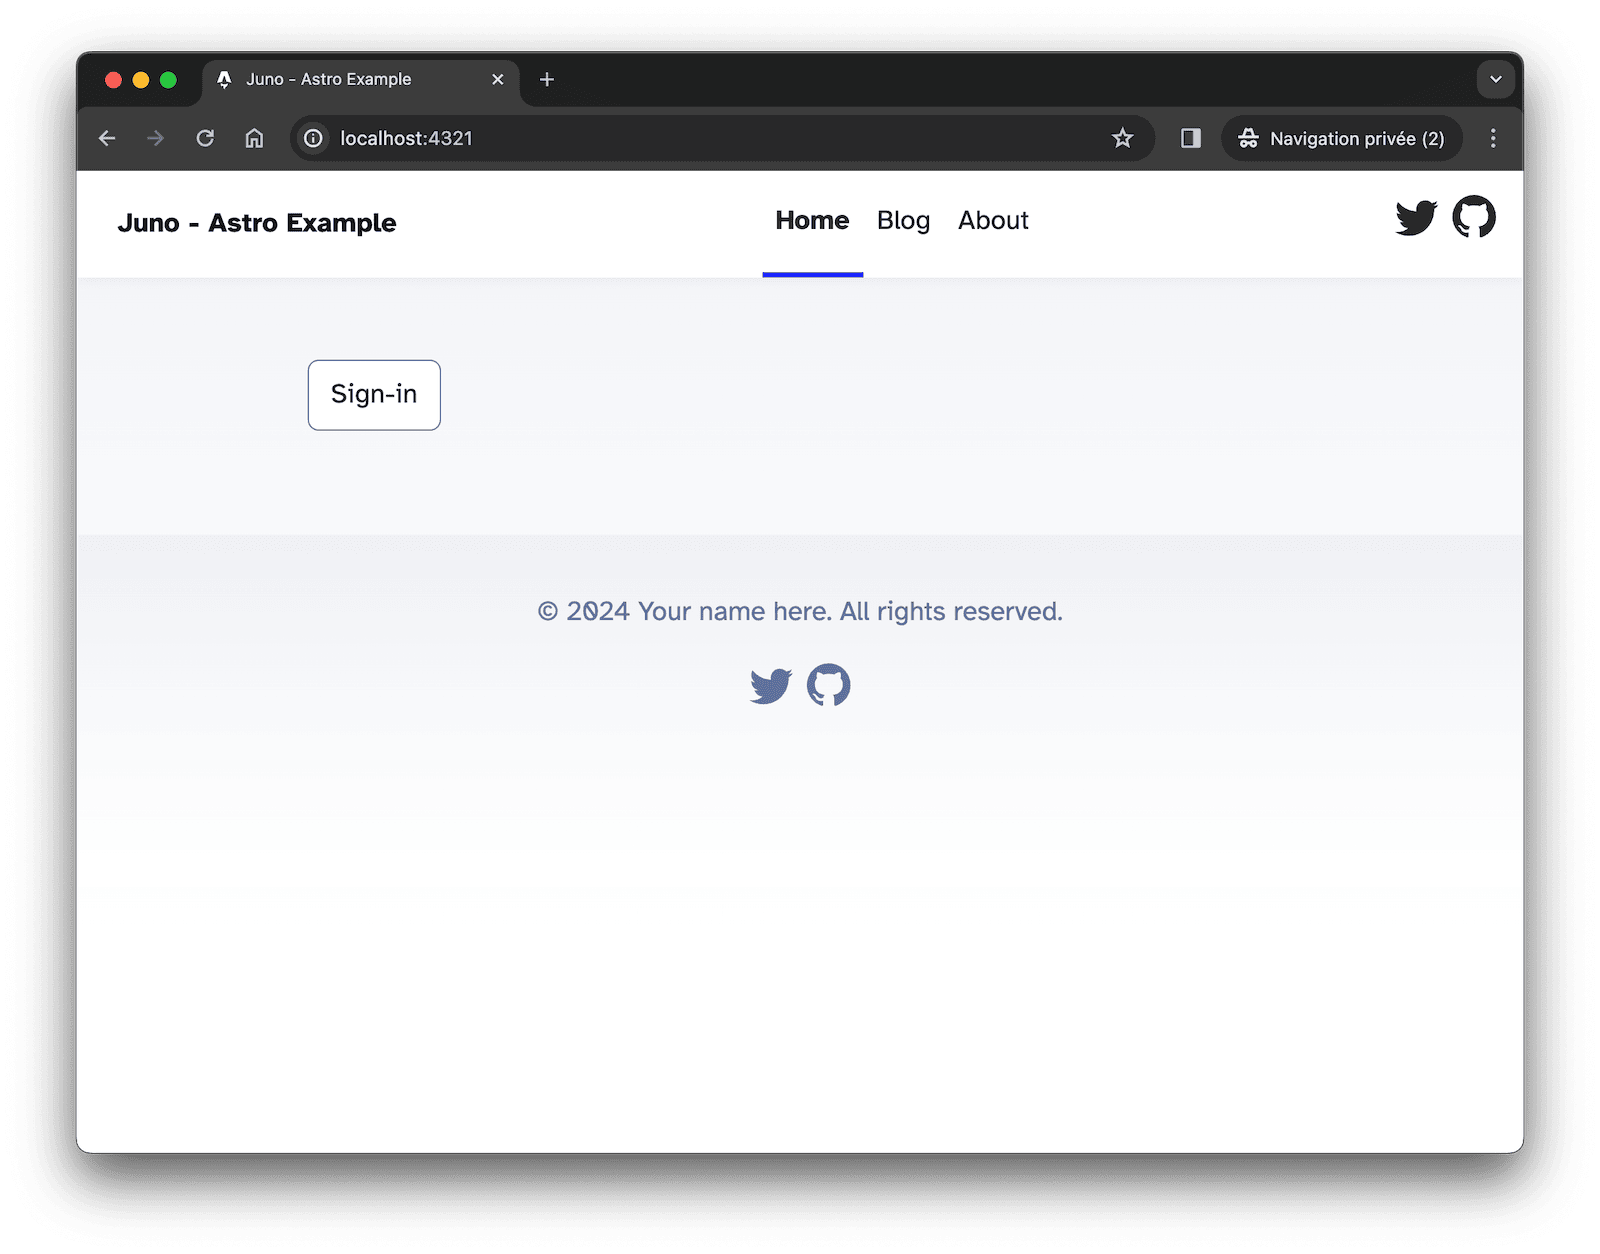 Juno - Astro Example
localhost:4321
Navigation privée (2)
Juno - Astro Example
Home
Blog
About
Sign-in
© 2024 Your name here. All rights reserved.